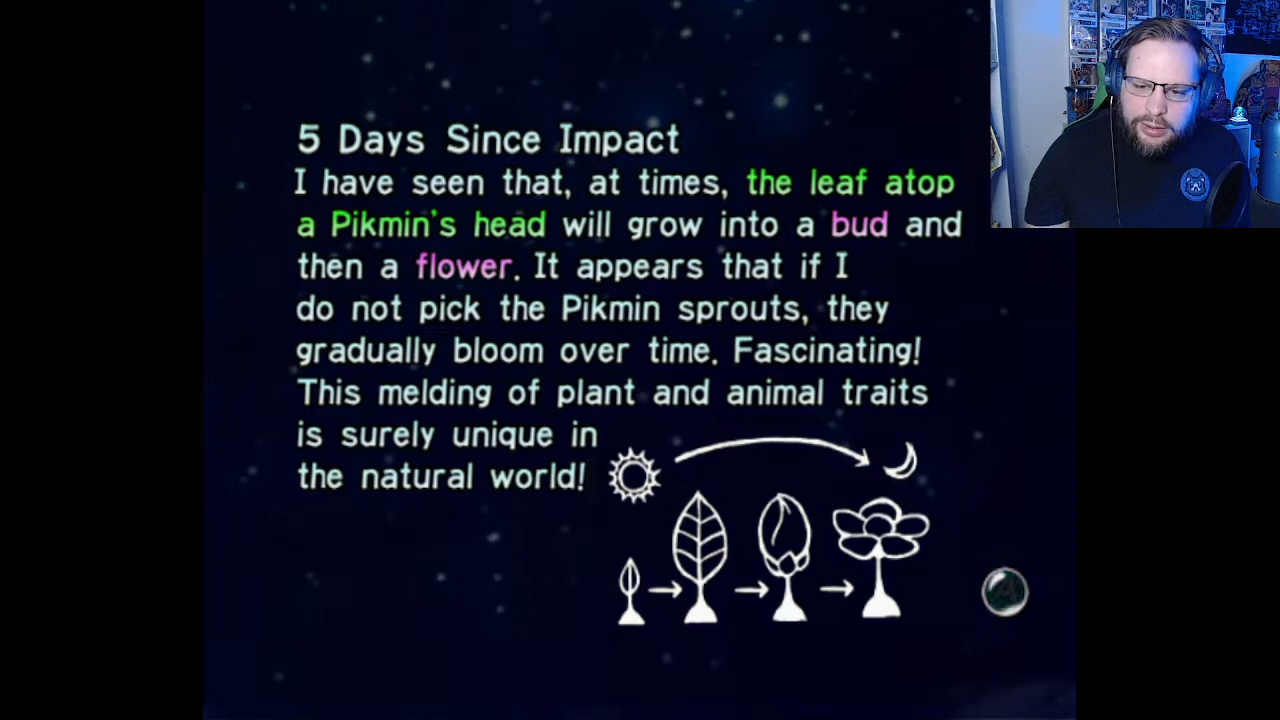 5 Days Since Impact
I have seen that, at times, the leaf atop
a Pikmin's head will grow into a bud and
then a flower. It appears that if I
do not pick the Pikmin sprouts, they
gradually bloom over time. Fascinating!
This melding of plant and animal traits
is surely unique in
the natural world!
A